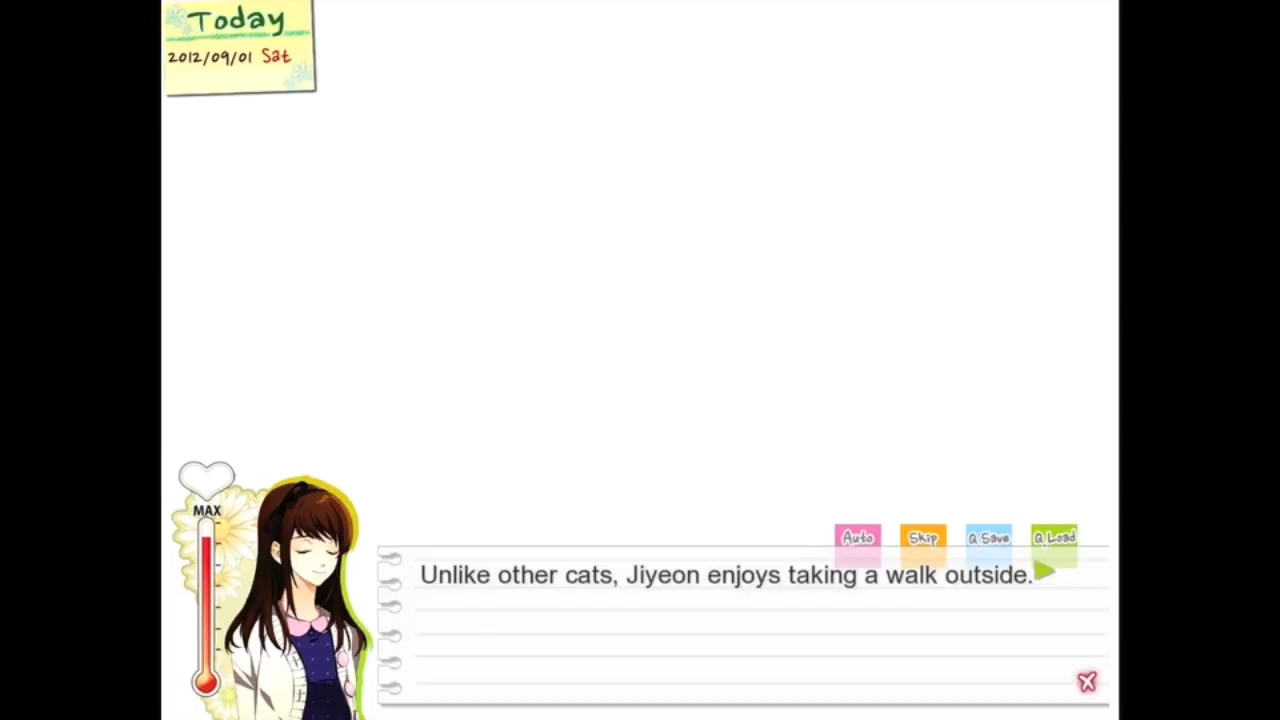 Today
2012/09/01 Sat
MAX
Auto Skip Q.Save Q.Load
Unlike other cats, Jiyeon enjoys taking a walk outside.